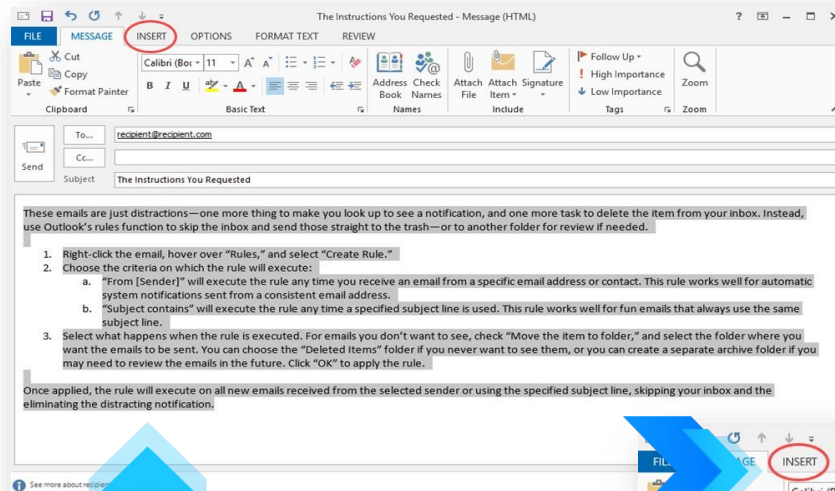 The Instructions You Requested - Message (HTML)
FILE MESSAGE INSERT OPTIONS FORMAT TEXT REVIEW
Paste
Cut
Copy
Format Painter
Clipboard
Calibri (Boc 11
B I U
Basic Text
Address Book
Check Names
Names
Attach File
Attach Item
Signature
Include
Follow Up
High Importance
Low Importance
Tags
Zoom
Zoom
Send
To... recipient@recipient.com
Cc...
Subject The Instructions You Requested
These emails are just distractions—one more thing to make you look up to see a notification, and one more task to delete the item from your inbox. Instead,
use Outlook's rules function to skip the inbox and send those straight to the trash—or to another folder for review if needed.
1. Right-click the email, hover over “Rules,” and select “Create Rule.”
2. Choose the criteria on which the rule will execute:
a. “From [Sender]” will execute the rule any time you receive an email from a specific email address or contact. This rule works well for automatic
system notifications sent from a consistent email address.
b. “Subject contains” will execute the rule any time a specified subject line is used. This rule works well for fun emails that always use the same
subject line.
3. Select what happens when the rule is executed. For emails you don't want to see, check “Move the item to folder,” and select the folder where you
want the emails to be sent. You can choose the “Deleted Items” folder if you never want to see them, or you can create a separate archive folder if you
may need to review the emails in the future. Click “OK” to apply the rule.
Once applied, the rule will execute on all new emails received from the selected sender or using the specified subject line, skipping your inbox and the
eliminating the distracting notification.
INSERT
See more about